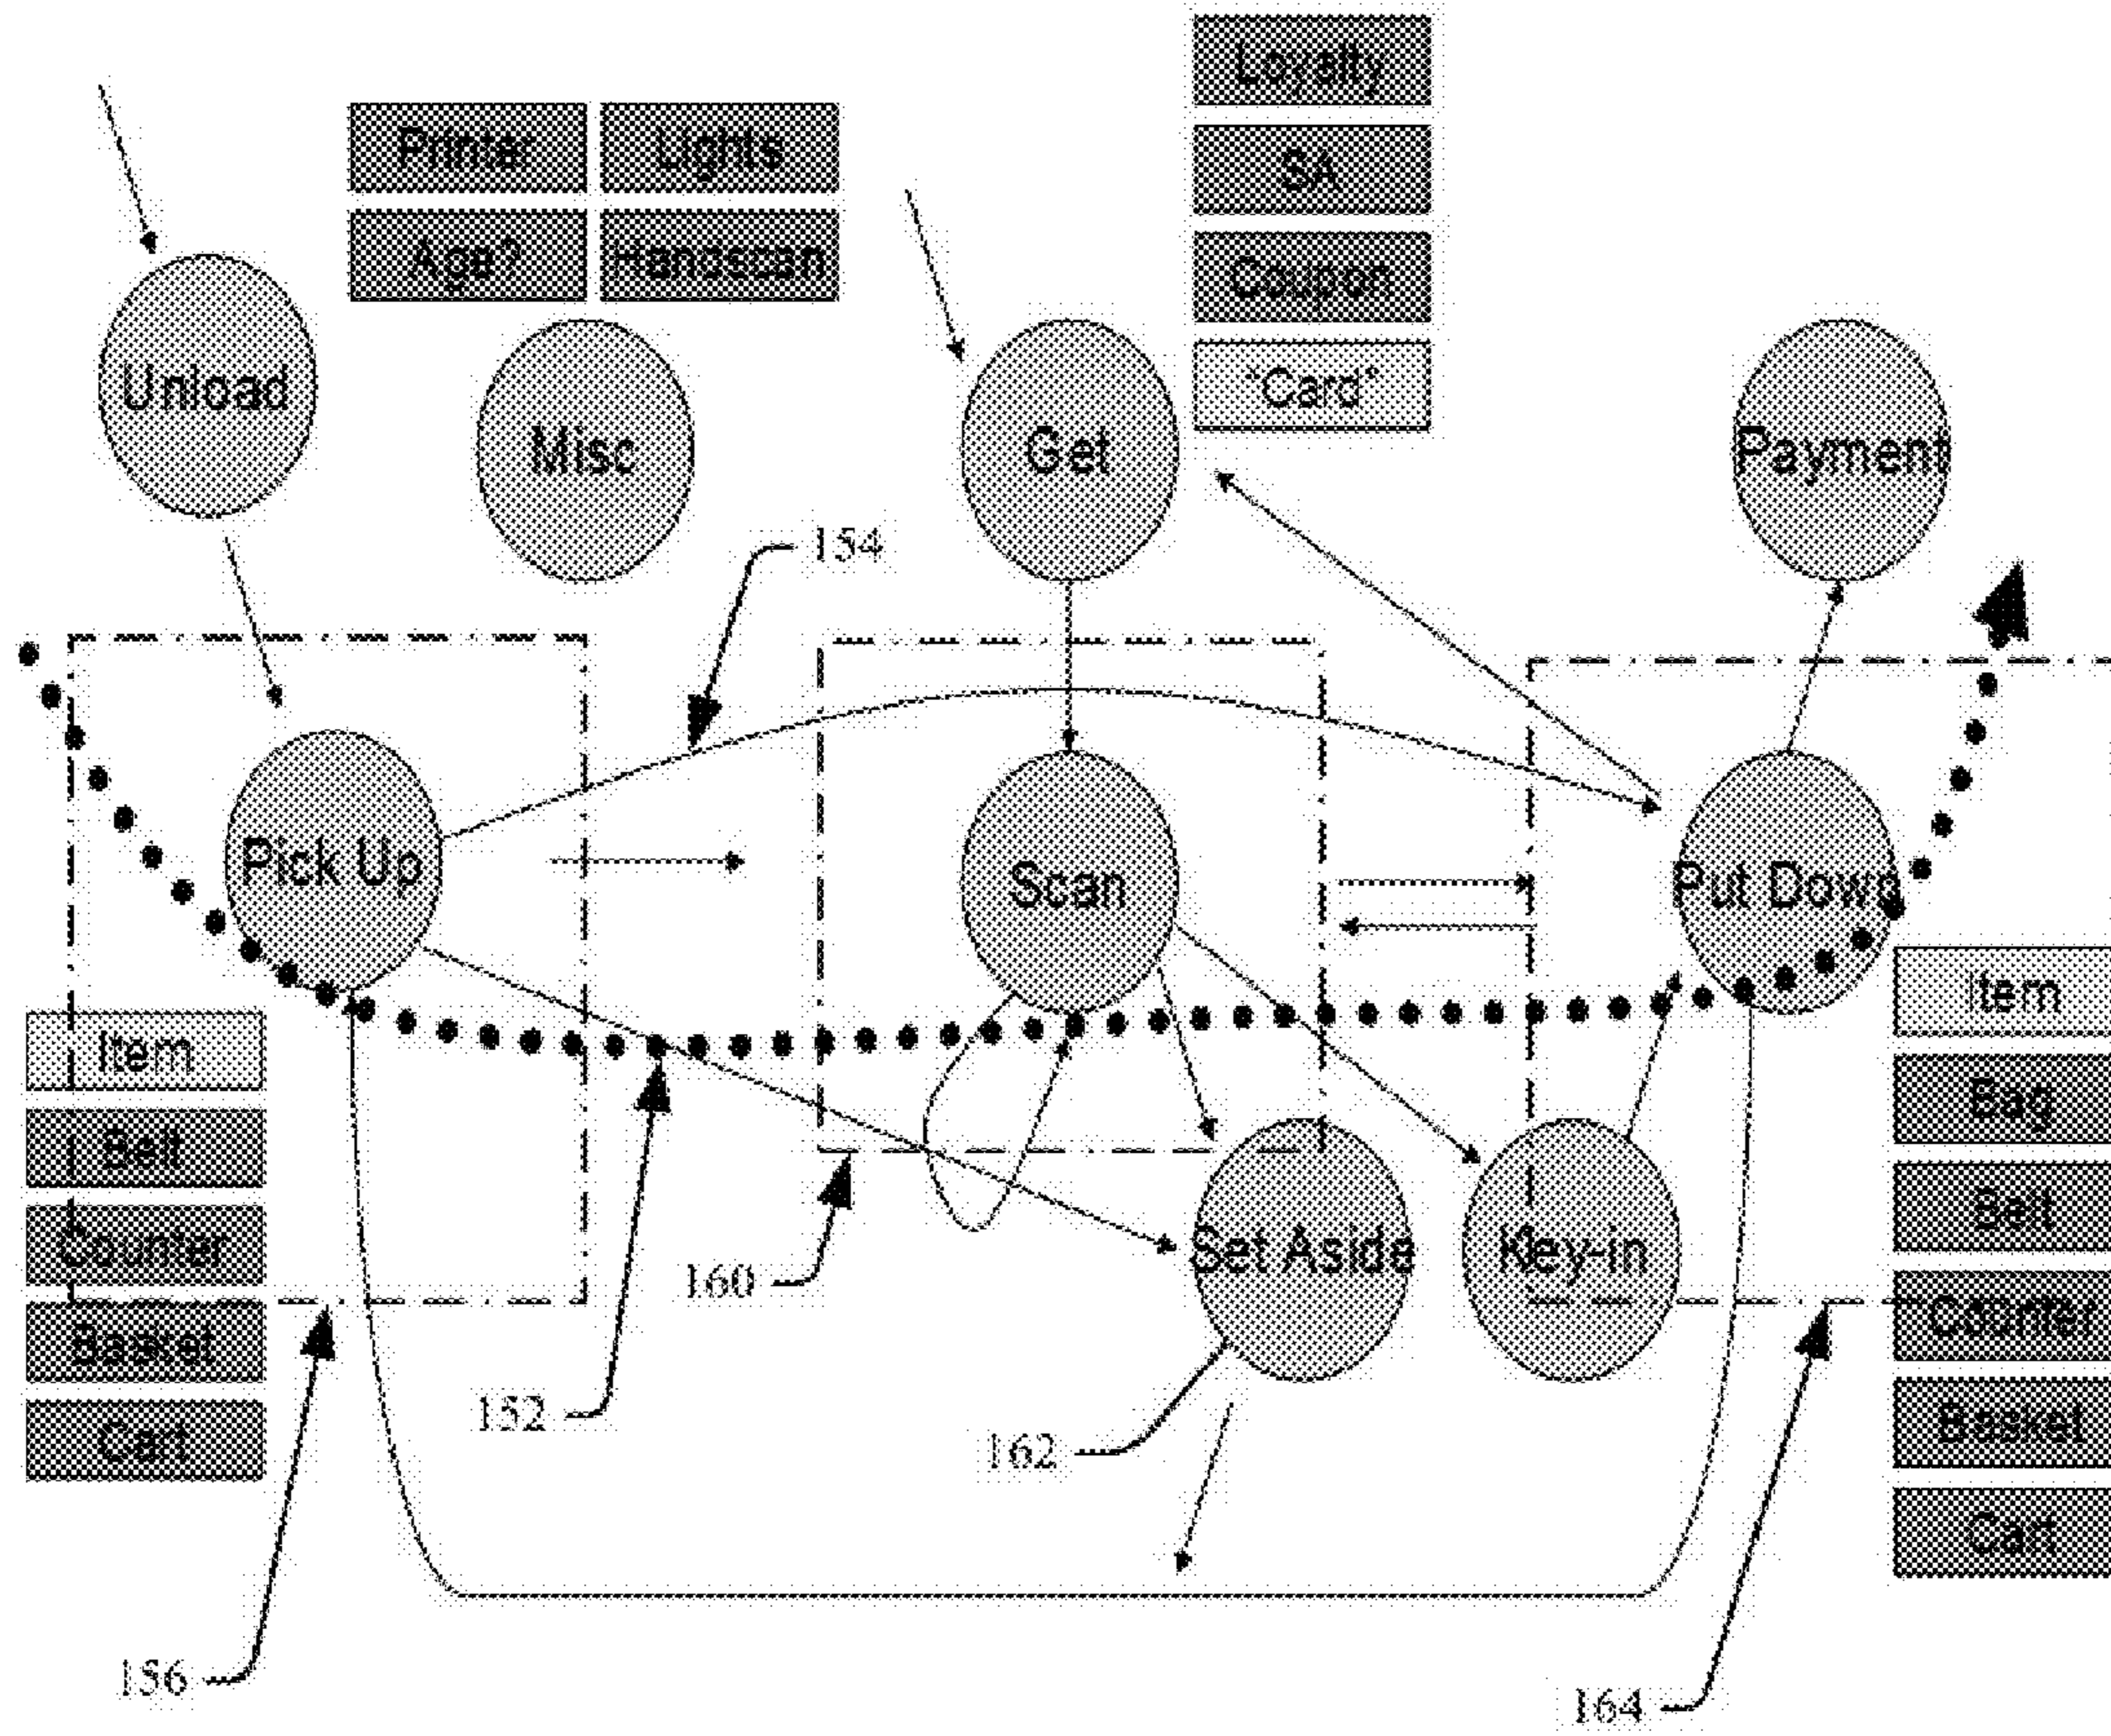 Loyalty
Printer
Lights
SA
Age?
Handscan
Coupon
"Card"
Unload
Misc
Get
Payment
154
Pick Up
Scan
Put Down
Item
Belt
Counter
Basket
Cart
Item
Bag
Belt
Counter
Basket
Cart
Set Aside
Key-in
160
152
162
156
164